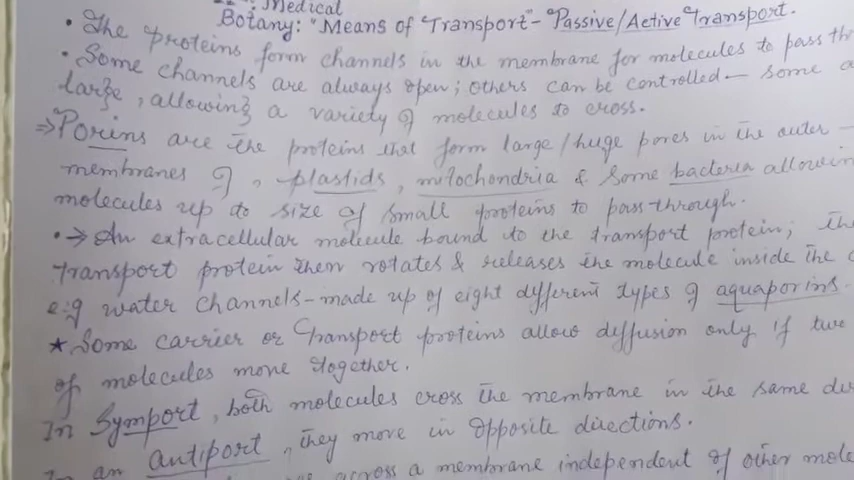 Medical
Botany: "Means of Transport" - Passive/Active Transport.
• The proteins form channels in the membrane for molecules to pass
• Some channels are always open; others can be controlled — some
large, allowing a variety of molecules to cross.
⇒ Porins are the proteins that form large/huge pores in the outer -
membranes of, plastids, mitochondria & some bacteria
molecules up to size of small proteins to pass through.
• → An extracellular molecule bound to the transport protein; the
transport protein then rotates & releases the molecule inside the
e.g water channels - made up of eight different types of aquaporins.
★ Some carrier or Transport proteins allow diffusion only if two
of molecules move together.
In Symport, both molecules cross the membrane in the same
In an antiport, they move in opposite directions.
across a membrane independent of other